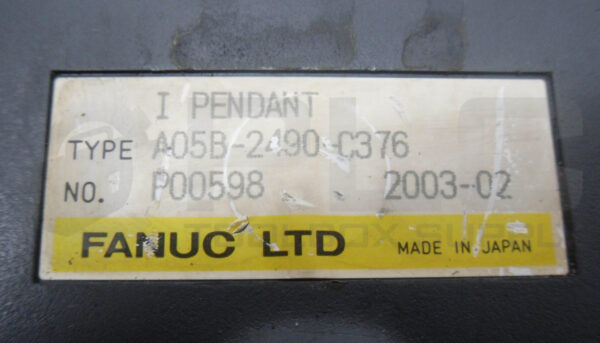 I PENDANT
TYPE A05B-2490-C376
NO. P00598 2003-02
FANUC LTD MADE IN JAPAN